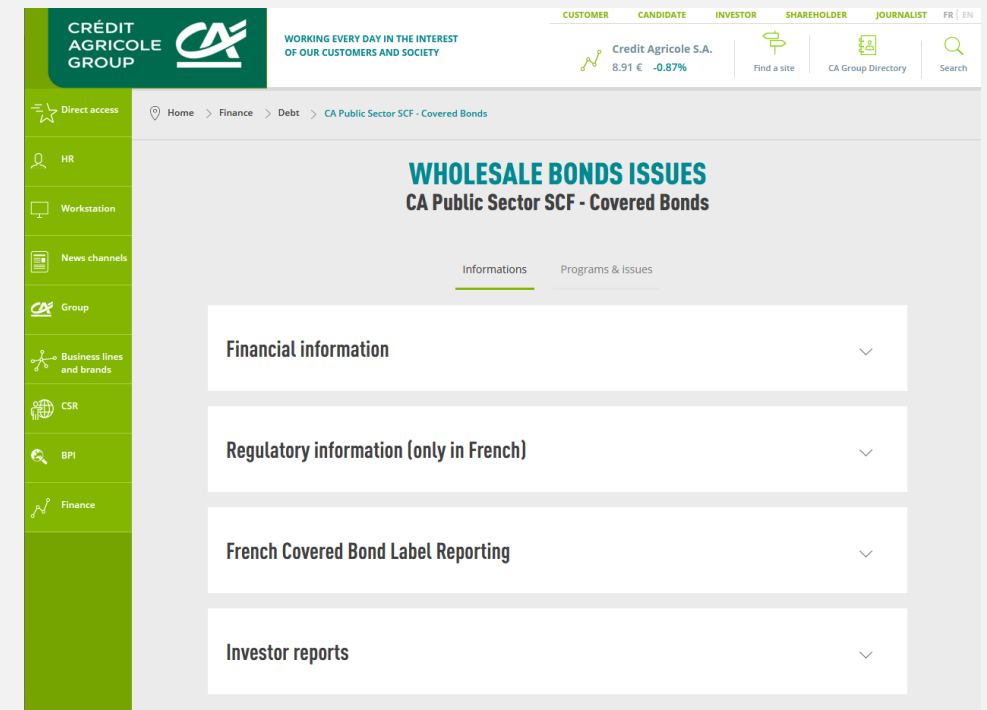 CUSTOMER CANDIDATE INVESTOR SHAREHOLDER JOURNALIST FR EN
CRÉDIT
AGRICOLE
GROUP
WORKING EVERY DAY IN THE INTEREST
OF OUR CUSTOMERS AND SOCIETY
Credit Agricole S.A.
8.91 € -0.87%
Find a site
CA Group Directory
Search
Direct access
HR
Workstation
News channels
Group
Business lines
and brands
CSR
BPI
Finance
Home > Finance > Debt > CA Public Sector SCF - Covered Bonds
WHOLESALE BONDS ISSUES
CA Public Sector SCF - Covered Bonds
Informations Programs & issues
Financial information
Regulatory information (only in French)
French Covered Bond Label Reporting
Investor reports